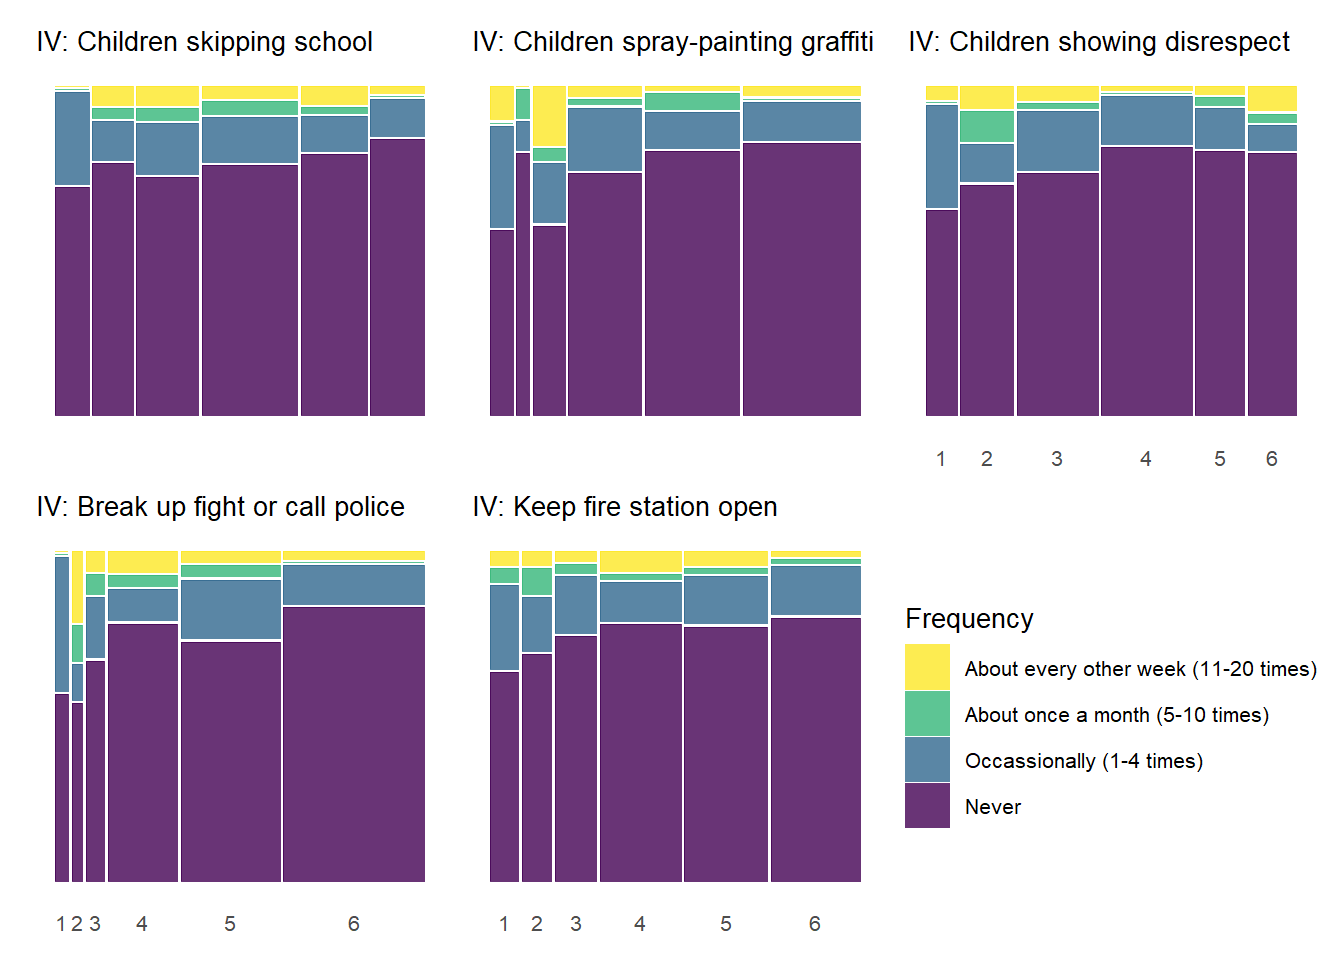 IV: Children skipping school
IV: Children spray-painting graffiti
IV: Children showing disrespect
1 2 3 4 5 6
IV: Break up fight or call police
IV: Keep fire station open
Frequency
About every other week (11-20 times)
About once a month (5-10 times)
Occassionally (1-4 times)
Never
1 2 3 4 5 6
1 2 3 4 5 6